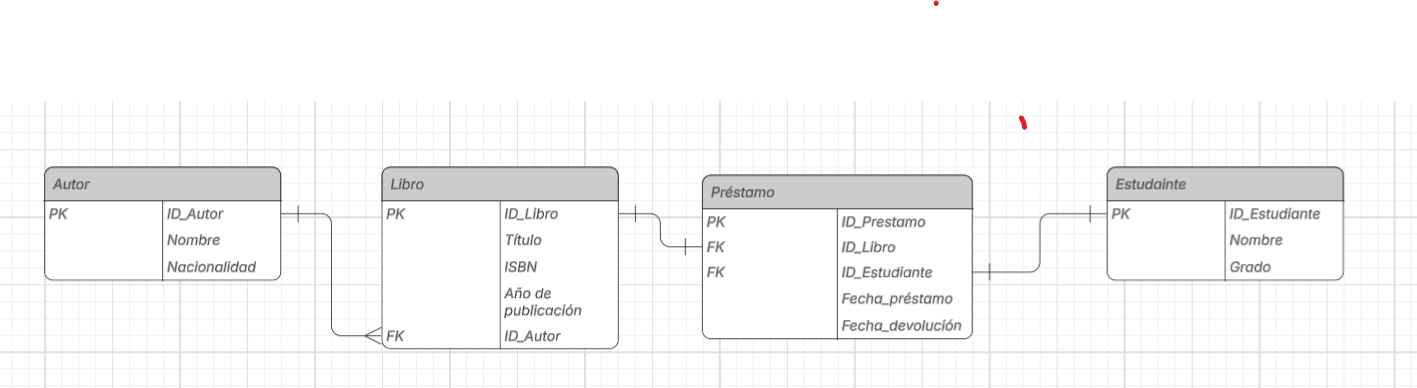 Autor
PK ID_Autor
Nombre
Nacionalidad
Libro
PK ID_Libro
Título
ISBN
Año de
publicación
FK ID_Autor
Préstamo
PK ID_Prestamo
FK ID_Libro
FK ID_Estudiante
Fecha_préstamo
Fecha_devolución
Estudainte
PK ID_Estudiante
Nombre
Grado